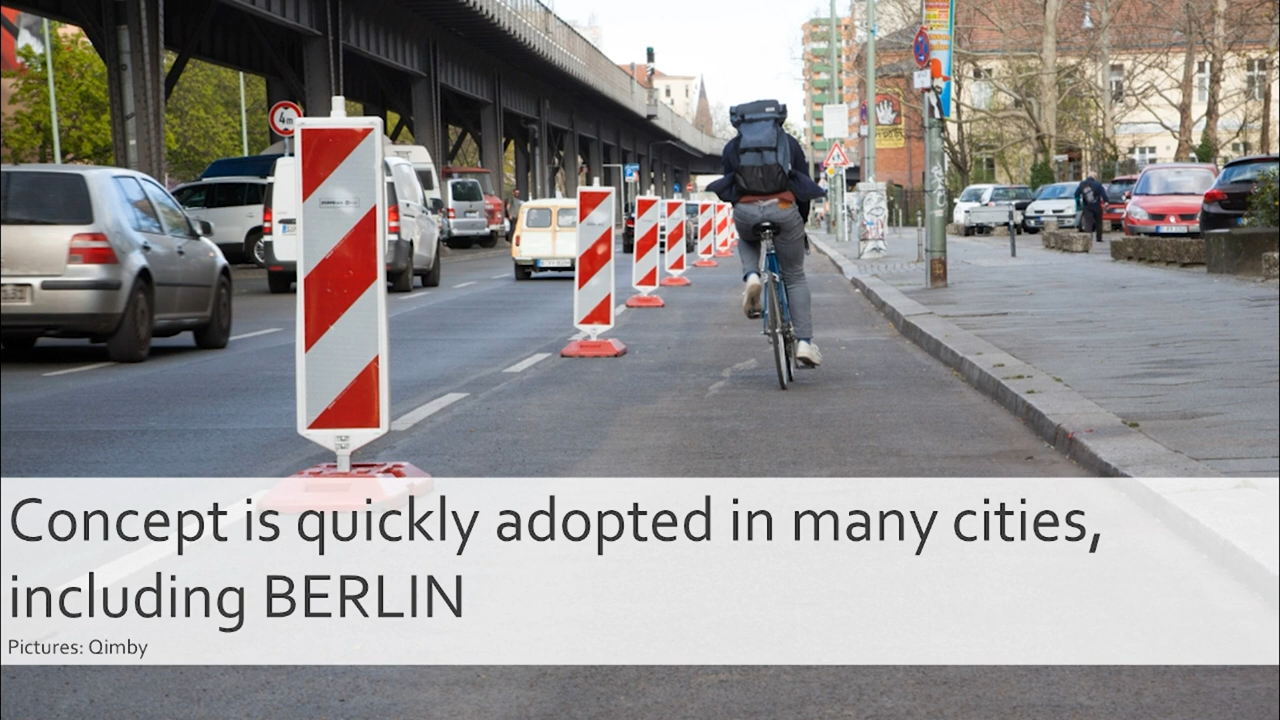 4m
Concept is quickly adopted in many cities,
including BERLIN
Pictures: Qimby